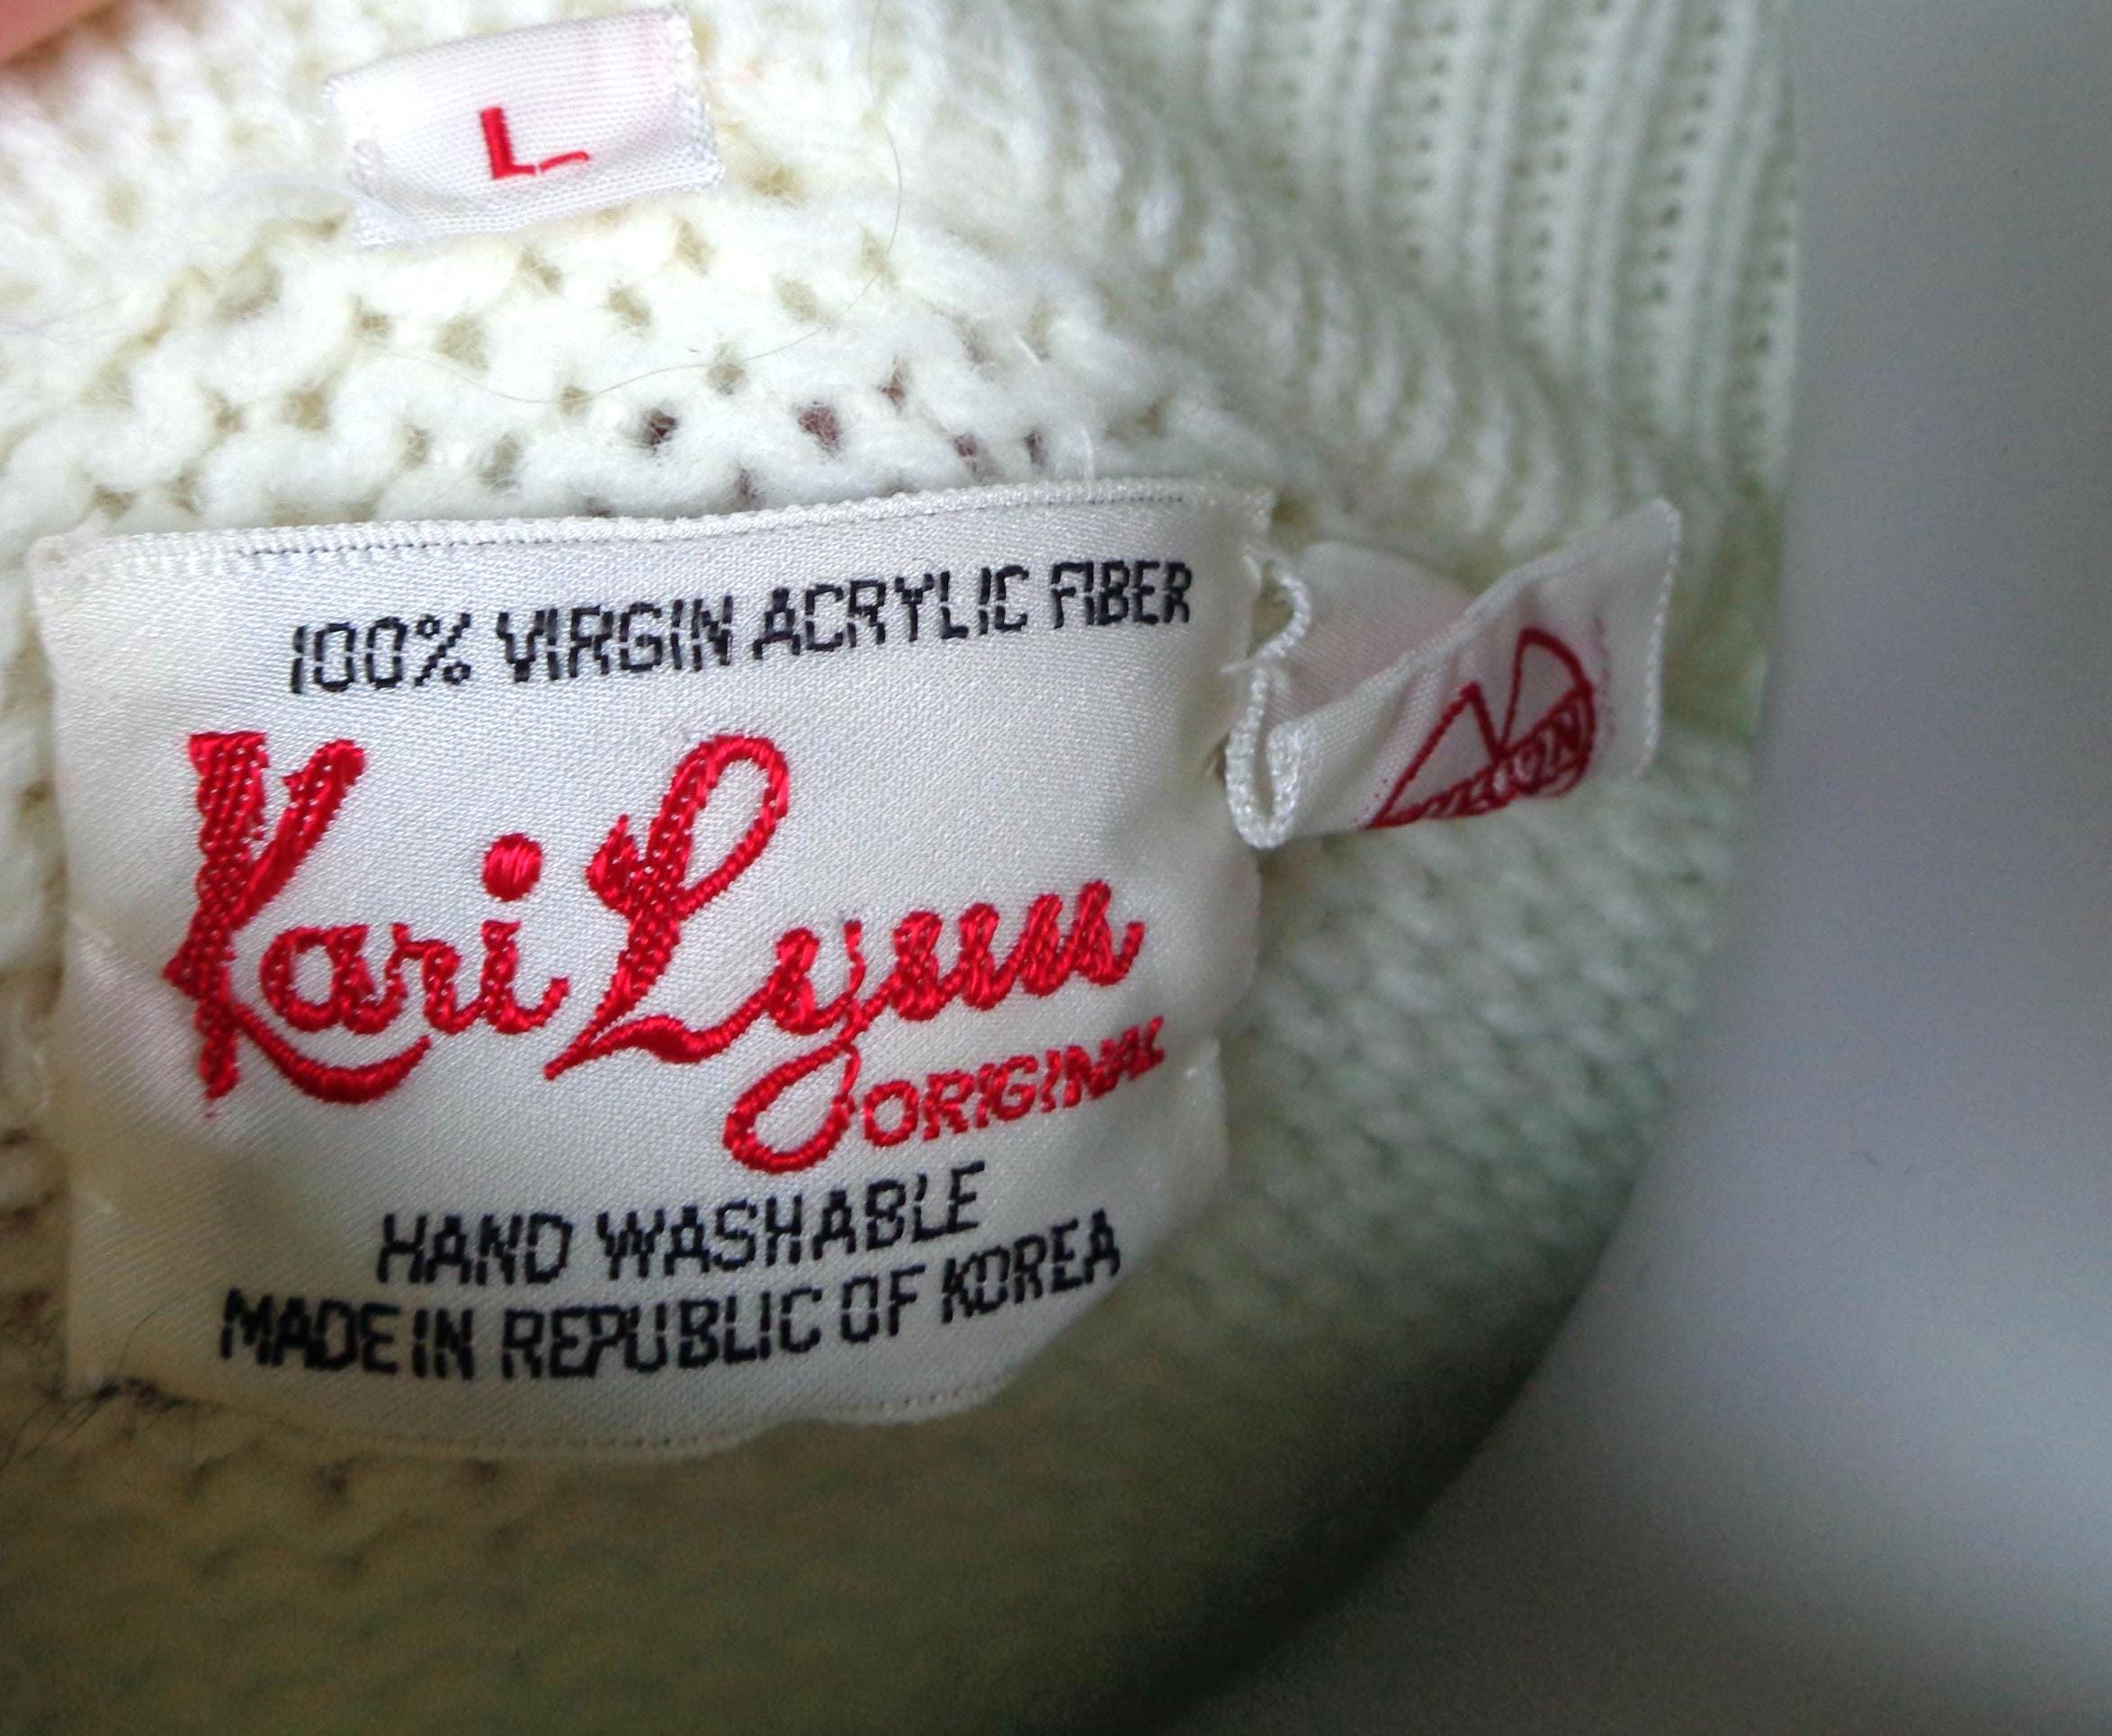 L
100% VIRGIN ACRYLIC FIBER
Kari Lynn
ORIGINAL
HAND WASHABLE
MADE IN REPUBLIC OF KOREA